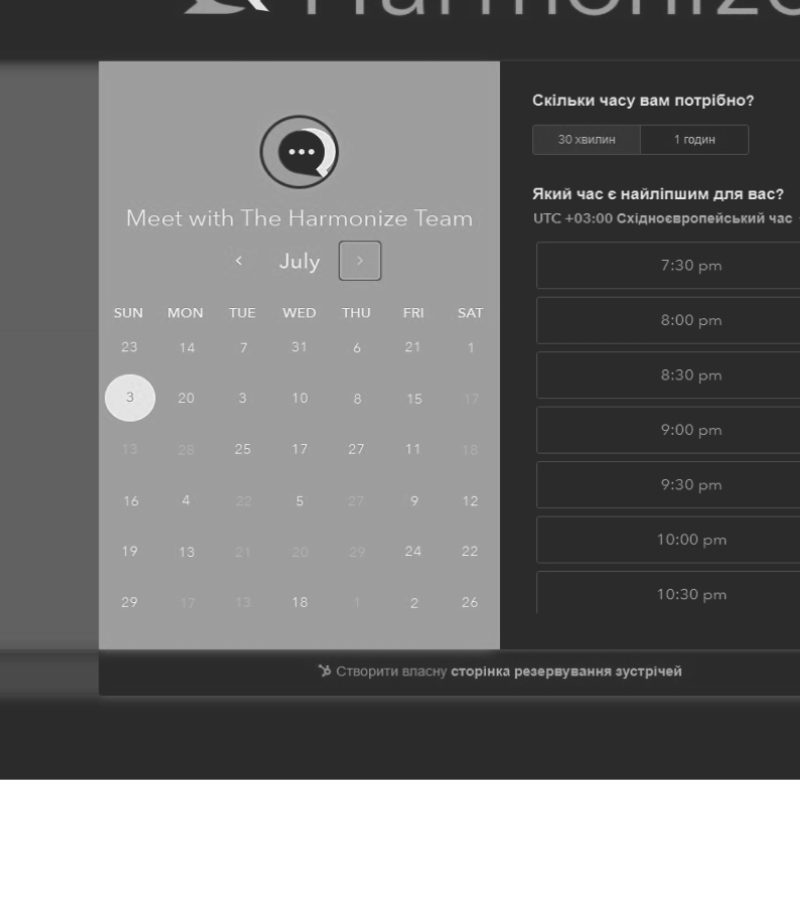 Harmonize
Meet with The Harmonize Team
July
SUN MON TUE WED THU FRI SAT
23 14 7 31 6 21 1
3 20 3 10 8 15 17
13 28 25 17 27 11 18
16 4 22 5 27 9 12
19 13 21 20 29 24 22
29 17 13 18 1 2 26
Скільки часу вам потрібно?
30 хвилин 1 годин
Який час є найліпшим для вас?
UTC +03:00 Східноєвропейський час
7:30 pm
8:00 pm
8:30 pm
9:00 pm
9:30 pm
10:00 pm
10:30 pm
Створити власну сторінка резервування зустрічей